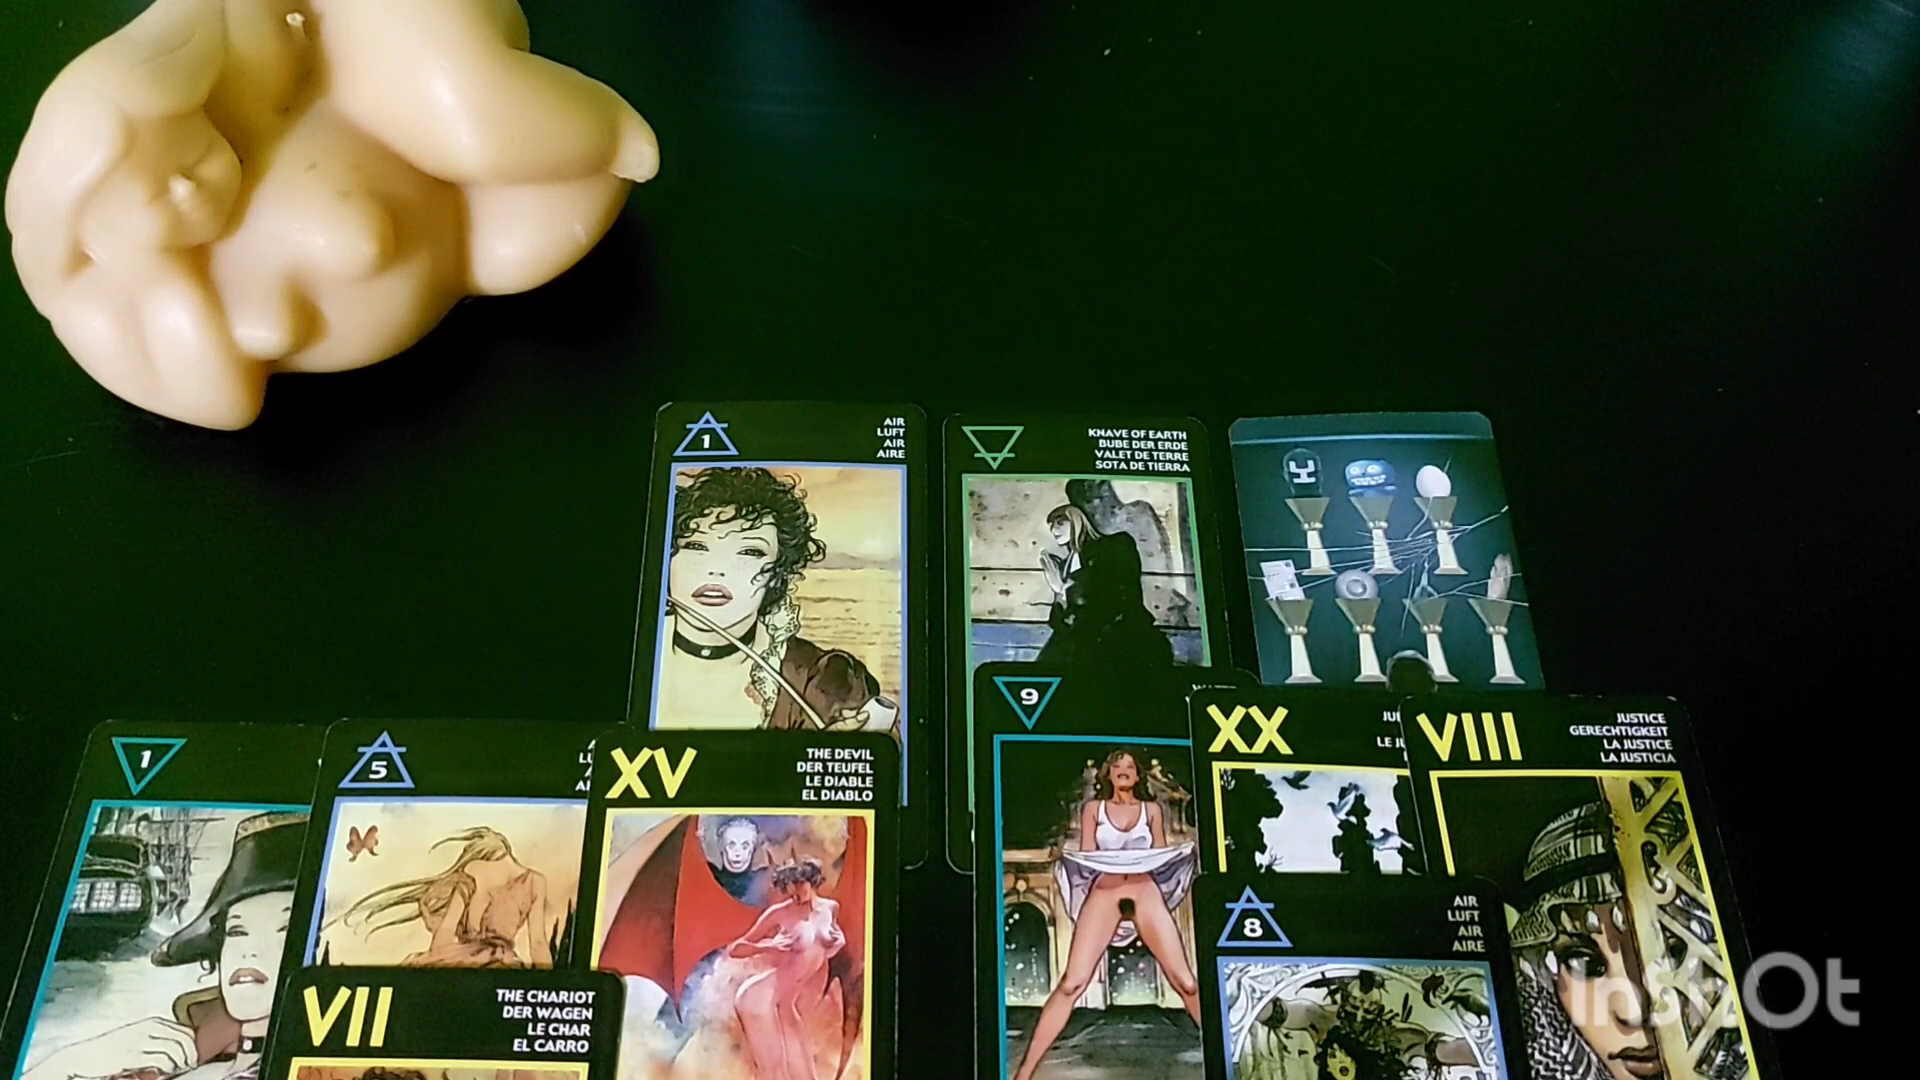 1
AIR
LUFT
AIR
AIRE
KNAVE OF EARTH
BUBE DER ERDE
VALET DE TERRE
SOTA DE TIERRA
1
5
XV
THE DEVIL
DER TEUFEL
LE DIABLE
EL DIABLO
9
XX
VIII
JUSTICE
GERECHTIGKEIT
LA JUSTICE
LA JUSTICIA
VII
THE CHARIOT
DER WAGEN
LE CHAR
EL CARRO
8
AIR
LUFT
AIR
AIRE
InShOt